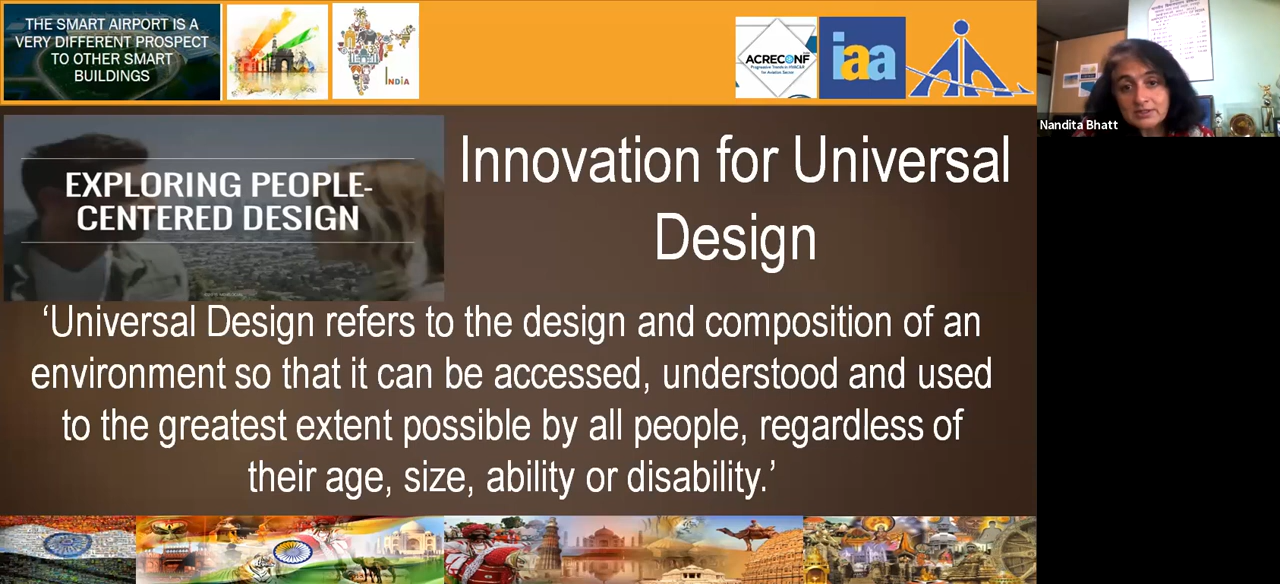 THE SMART AIRPORT IS A
VERY DIFFERENT PROSPECT
TO OTHER SMART
BUILDINGS
INDIA
ACRECONF
iaa
Nandita Bhatt
EXPLORING PEOPLE-
CENTERED DESIGN
Innovation for Universal
Design
‘Universal Design refers to the design and composition of an
environment so that it can be accessed, understood and used
to the greatest extent possible by all people, regardless of
their age, size, ability or disability.’